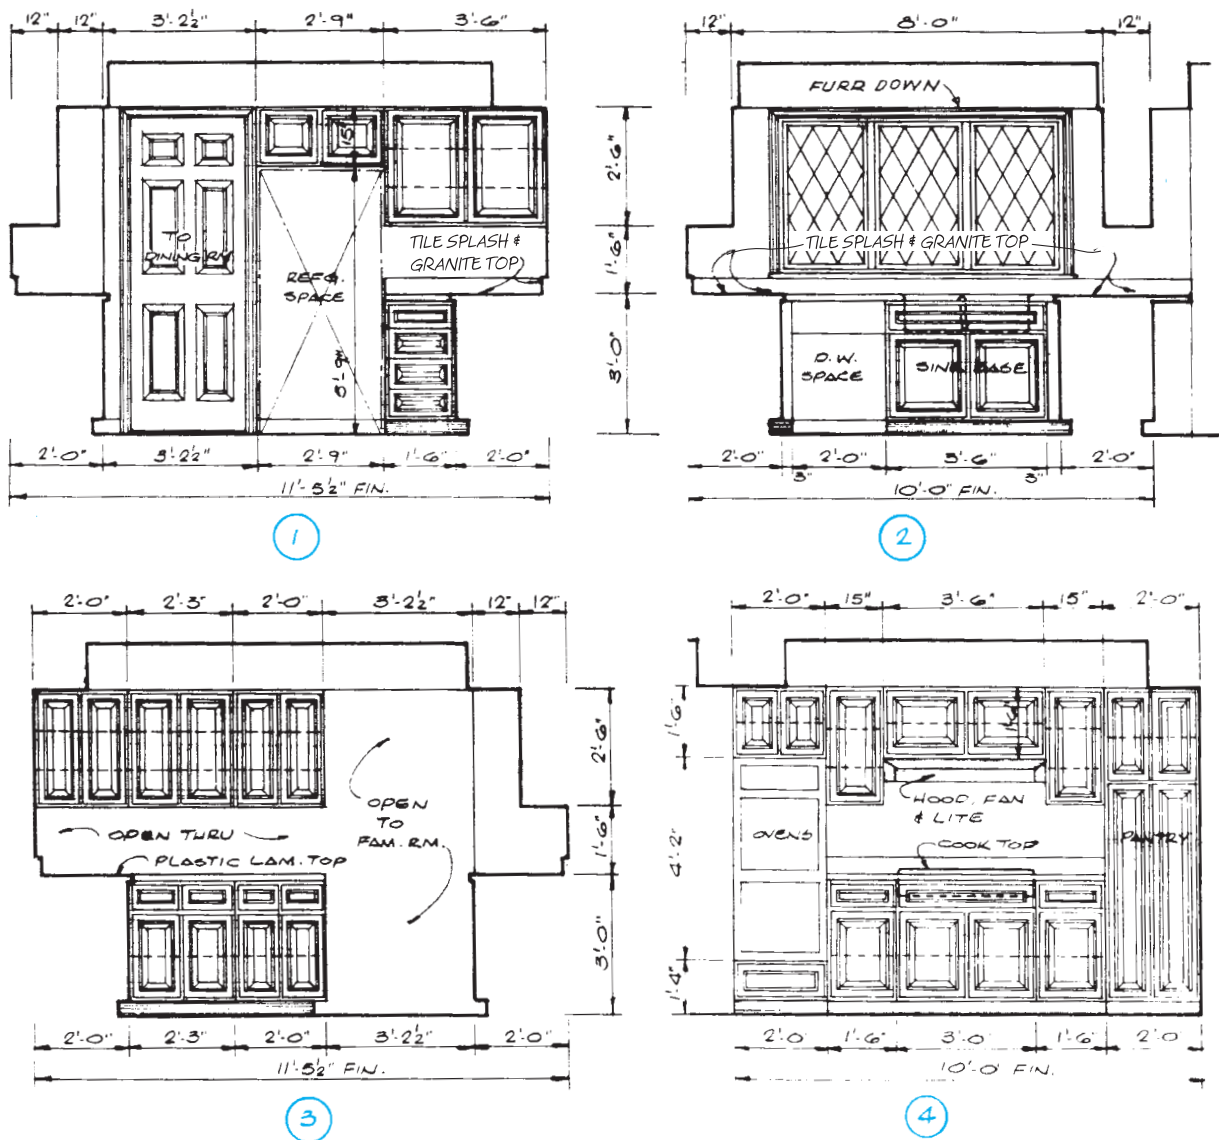 12" 12" 3'-2½" 2'-9" 3'-6"
15"
TO
DINING RM
REFG.
SPACE
TILE SPLASH &
GRANITE TOP
5'-9"
2'-0" 3'-2½" 2'-9" 1'-6" 2'-0"
11'-5½" FIN.
1
12" 8'-0" 12"
FURR DOWN
2'-6"
1'-6"
3'-0"
TILE SPLASH & GRANITE TOP
D.W.
SPACE
SINK BASE
2'-0" 2'-0" 3'-6" 2'-0"
3" 3"
10'-0" FIN.
2
2'-0" 2'-3" 2'-0" 3'-2½" 12" 12"
OPEN
TO
FAM. RM.
OPEN THRU
PLASTIC LAM. TOP
2'-6"
1'-6"
3'-0"
2'-0" 2'-3" 2'-0" 3'-2½" 2'-0"
11'-5½" FIN.
3
2'-0" 15" 3'-6" 15" 2'-0"
1'-6"
1'-6"
HOOD, FAN
& LITE
OVENS
COOK TOP
PANTRY
4'-2"
1'-4"
2'-0 1'-6" 3'-0 1'-6" 2'-0
10'-0' FIN.
4